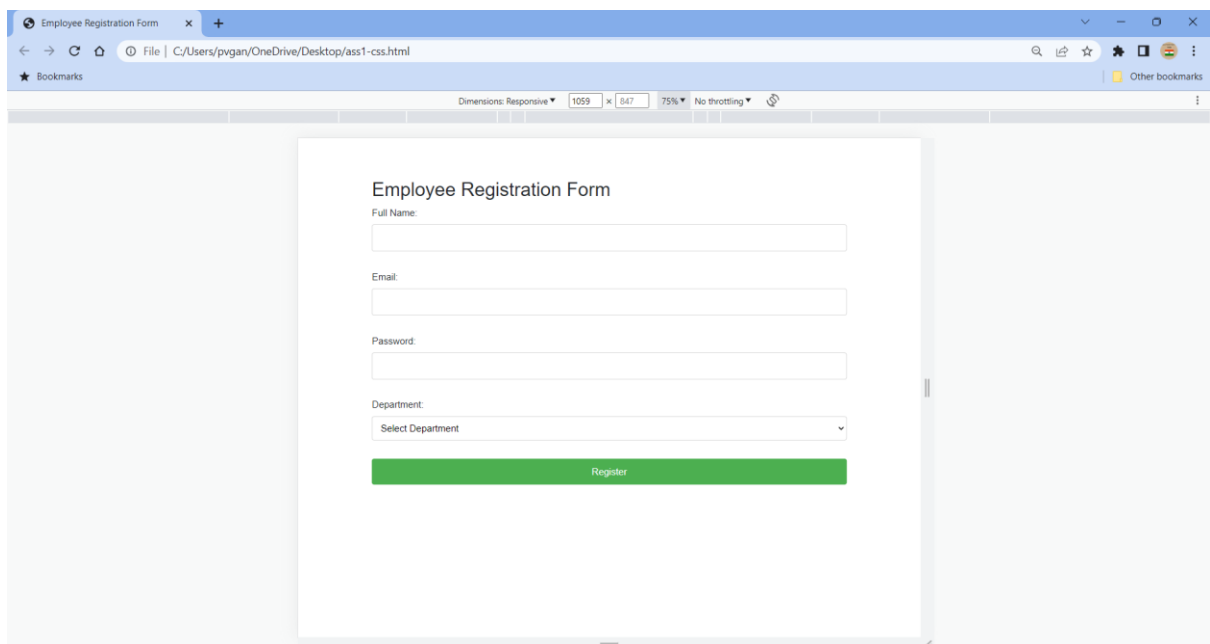 Employee Registration Form
File | C:/Users/pvgan/OneDrive/Desktop/ass1-css.html
Bookmarks
Other bookmarks
Dimensions: Responsive ▼ 1059 × 847 75% ▼ No throttling ▼
Employee Registration Form
Full Name:
Email:
Password:
Department:
Select Department
Register